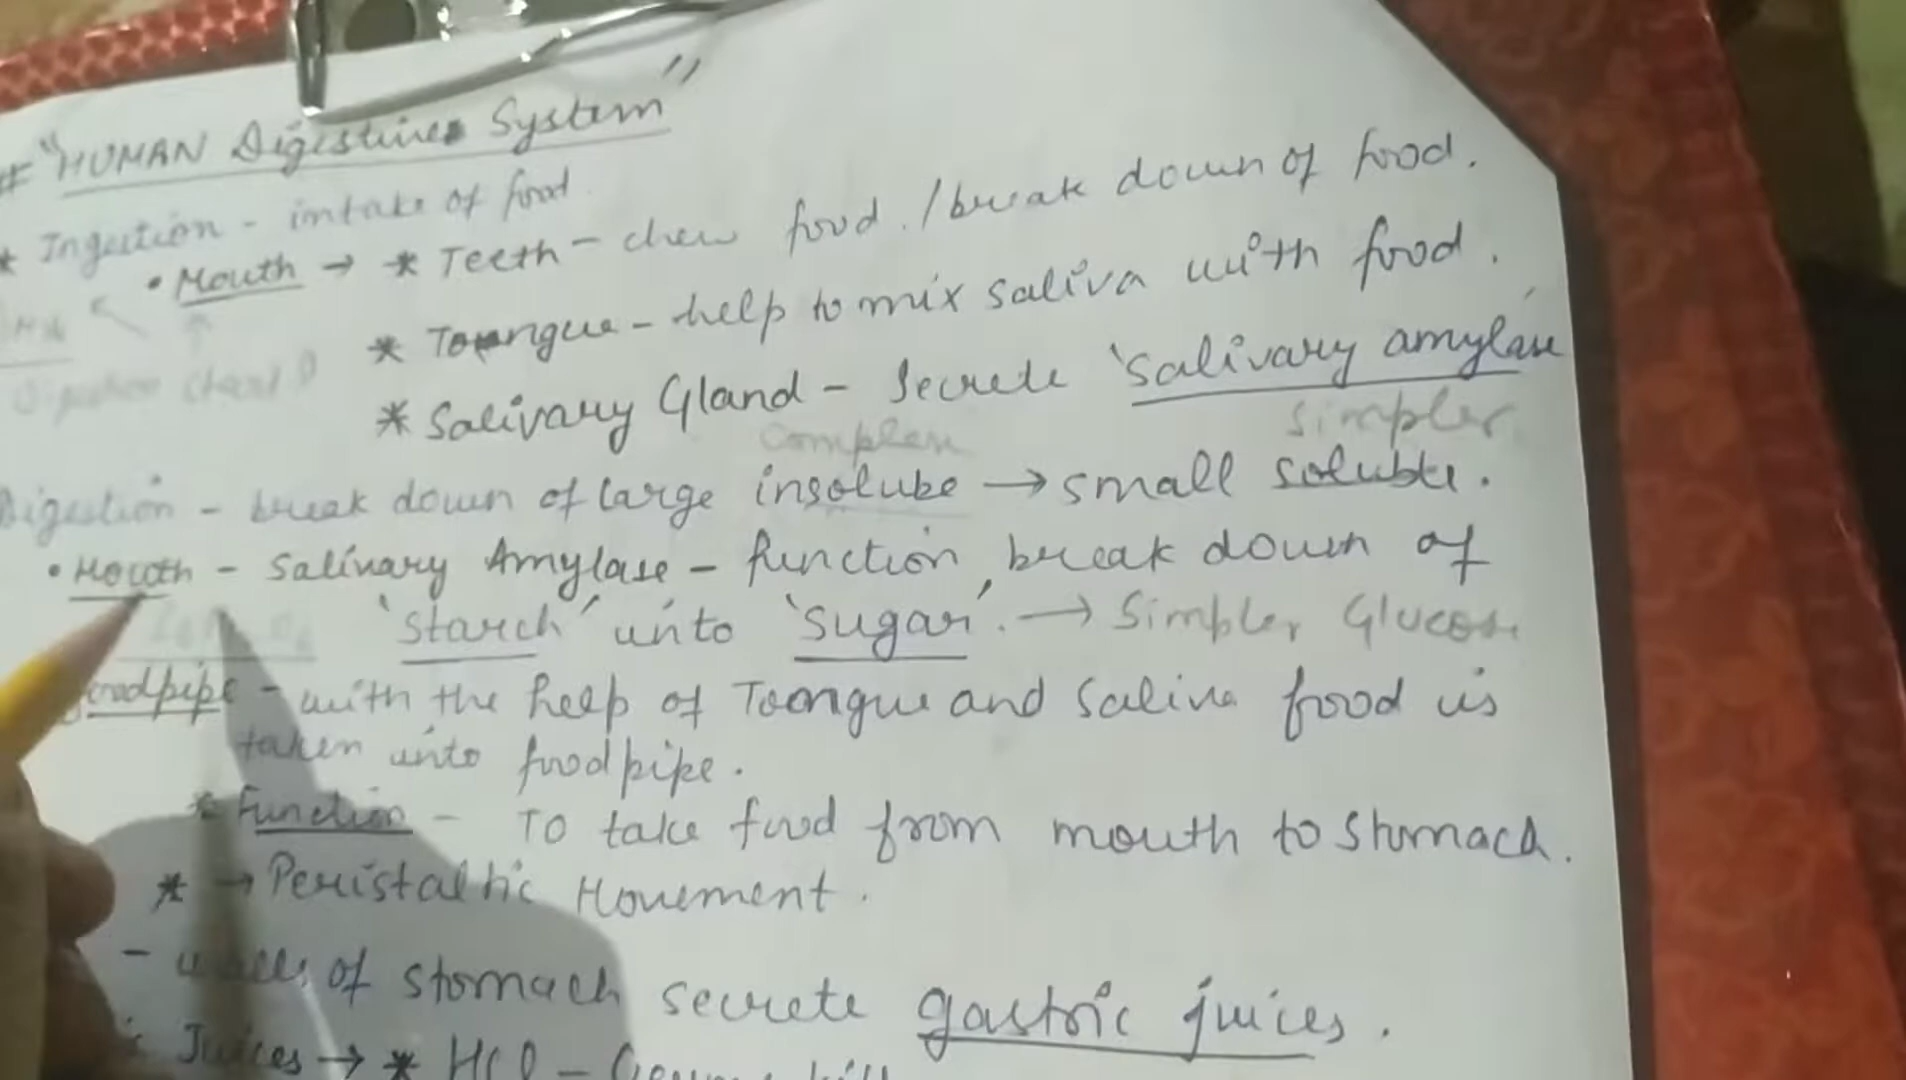 # "HUMAN Digestive System"
* Ingestion - intake of food.
• Mouth → * Teeth - chew food. / break down of food.
* Toungue - help to mix saliva with food.
* Salivary Gland - secrete 'salivary amylase'
complex simpler
Digestion - break down of large insolube → small soluble.
• Mouth - Salivary Amylase - function, break down of
'starch' into 'sugar'. → Simpler Glucose
foodpipe - with the help of Toongue and Saliva food is
taken into foodpipe.
* Function - To take food from mouth to stomach.
* → Peristaltic Movement.
- walls of stomach secrete gastric juices.
Juices → * HCl -